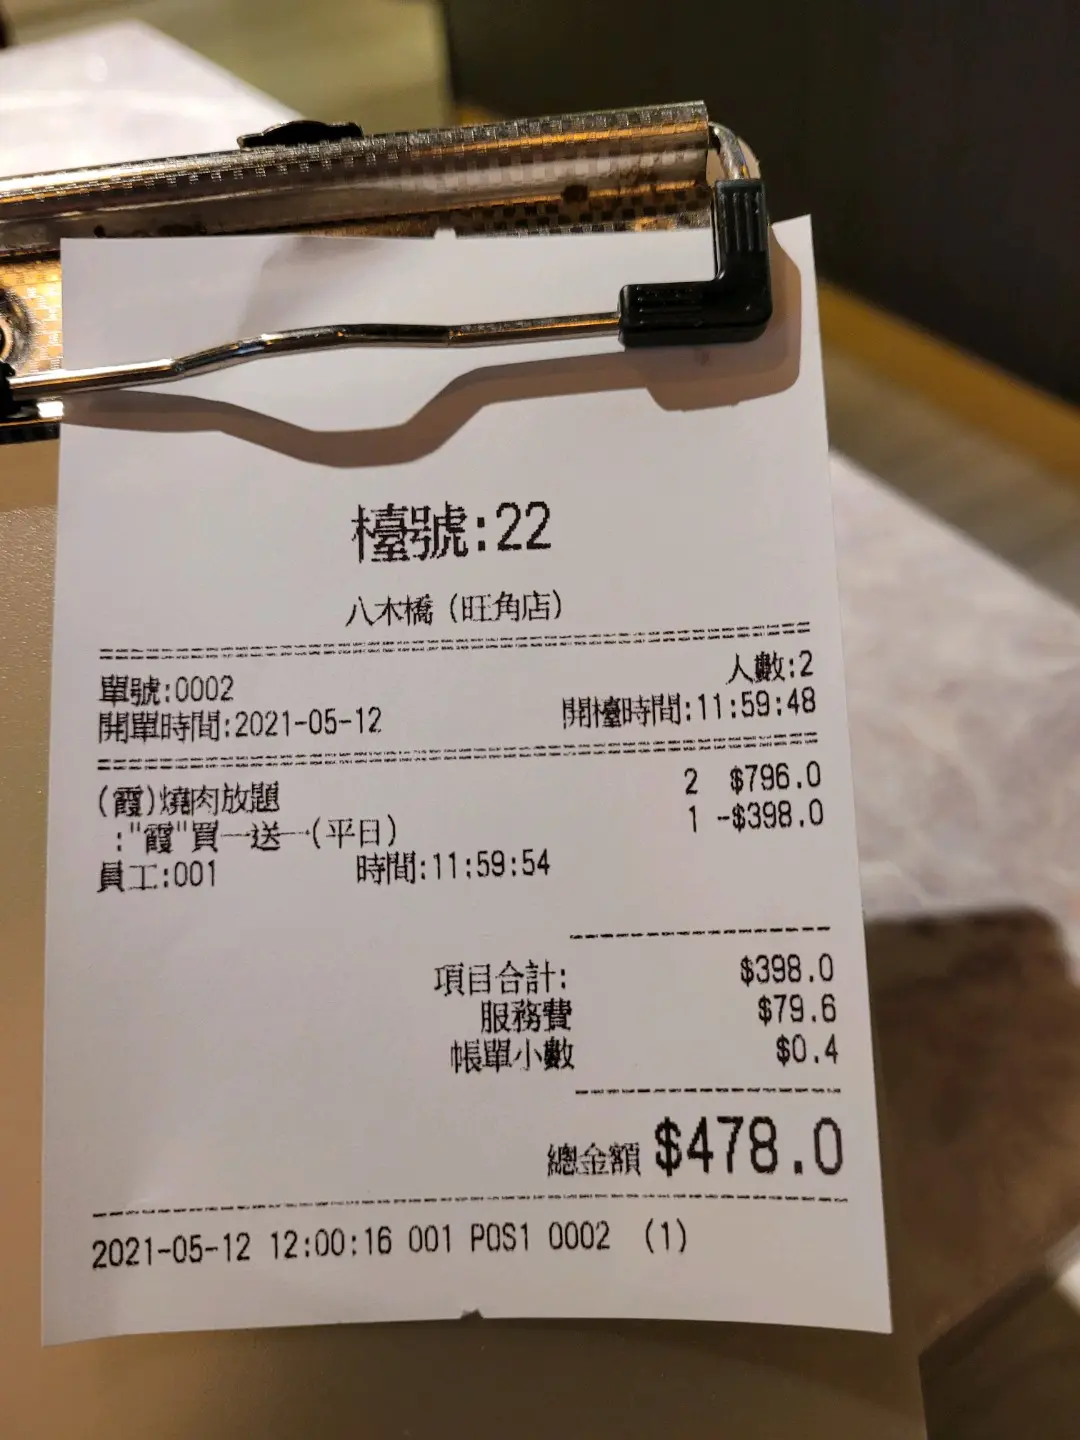 檯號:22
八木橋 (旺角店)
單號:0002 人數:2
開單時間:2021-05-12 開檯時間:11:59:48
(霞)燒肉放題 2 $796.0
:"霞"買一送一(平日) 1 -$398.0
員工:001 時間:11:59:54
項目合計: $398.0
服務費 $79.6
帳單小數 $0.4
總金額 $478.0
2021-05-12 12:00:16 001 POS1 0002 (1)